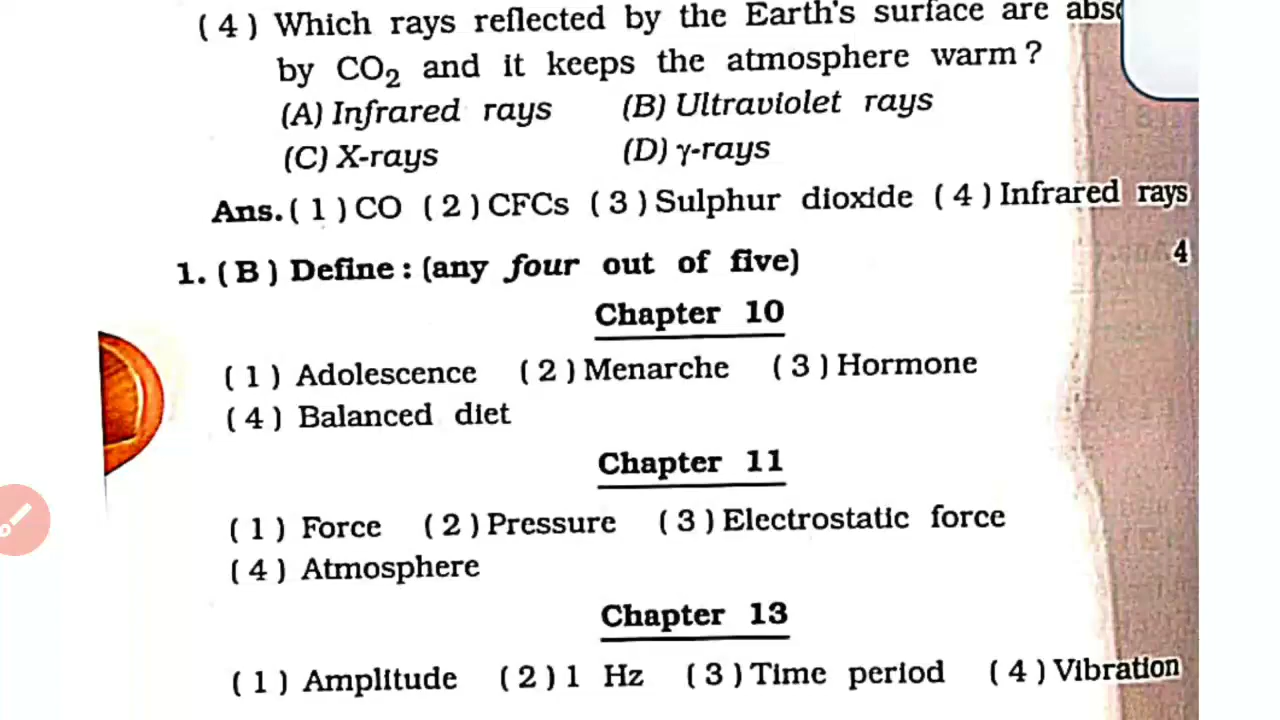 (4) Which rays reflected by the Earth's surface are
by CO₂ and it keeps the atmosphere warm?
(A) Infrared rays (B) Ultraviolet rays
(C) X-rays (D) γ-rays
Ans. (1) CO (2) CFCs (3) Sulphur dioxide (4) Infrared rays
1. (B) Define : (any four out of five) 4
Chapter 10
(1) Adolescence (2) Menarche (3) Hormone
(4) Balanced diet
Chapter 11
(1) Force (2) Pressure (3) Electrostatic force
(4) Atmosphere
Chapter 13
(1) Amplitude (2) 1 Hz (3) Time period (4) Vibration